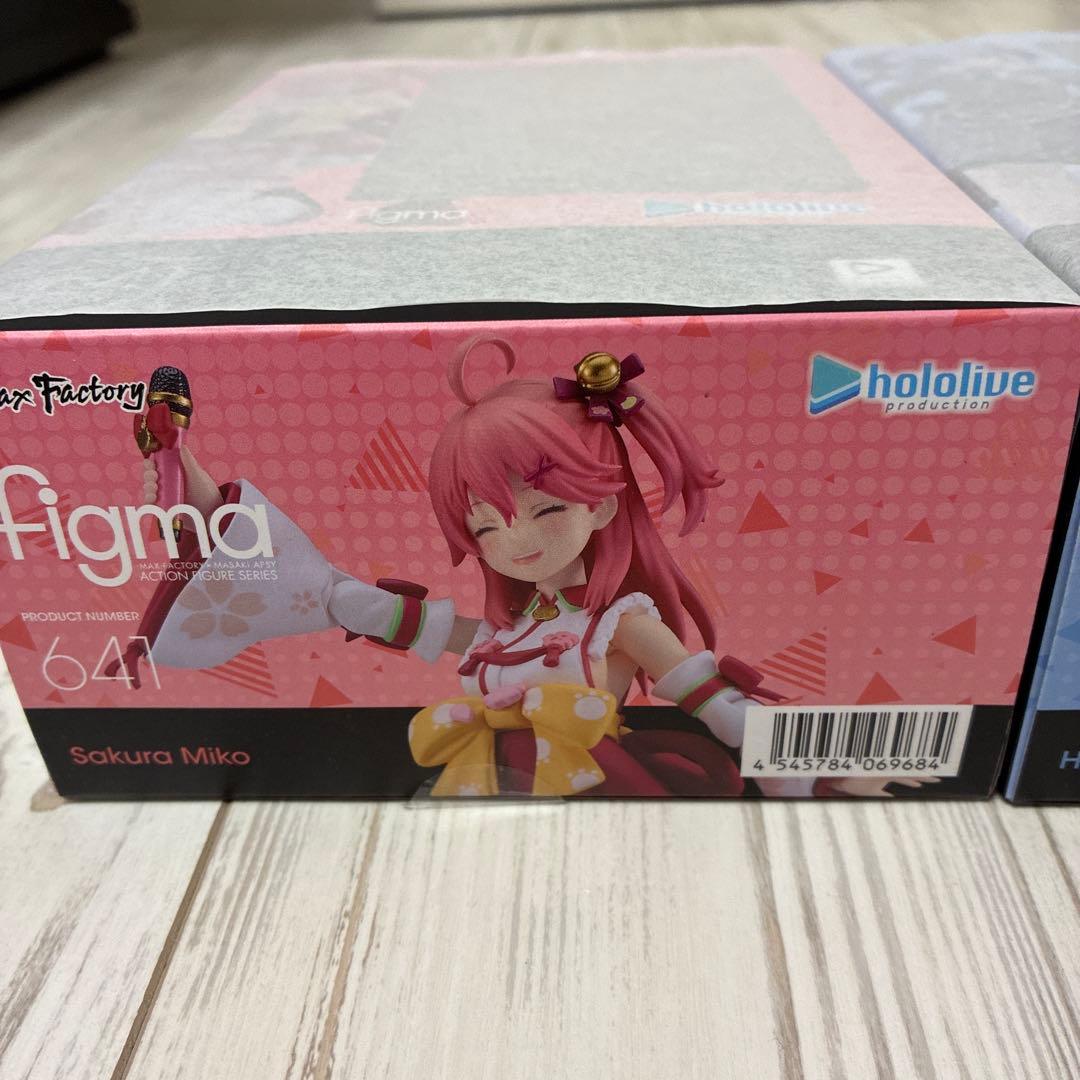 figma
hololive
ax Factory
hololive
production
figma
MAX FACTORY × MASAKI APSY
ACTION FIGURE SERIES
PRODUCT NUMBER
641
Sakura Miko
4 545784 069684
H